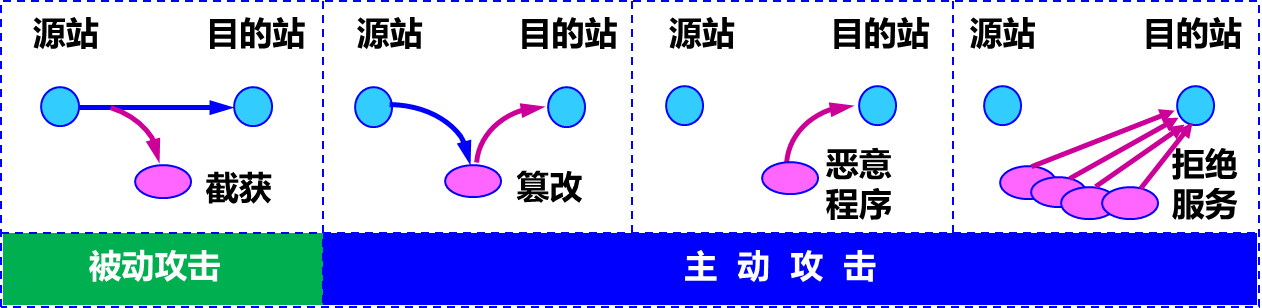 源站 目的站
截获
源站 目的站
篡改
源站 目的站
恶意
程序
源站 目的站
拒绝
服务
被动攻击
主 动 攻 击